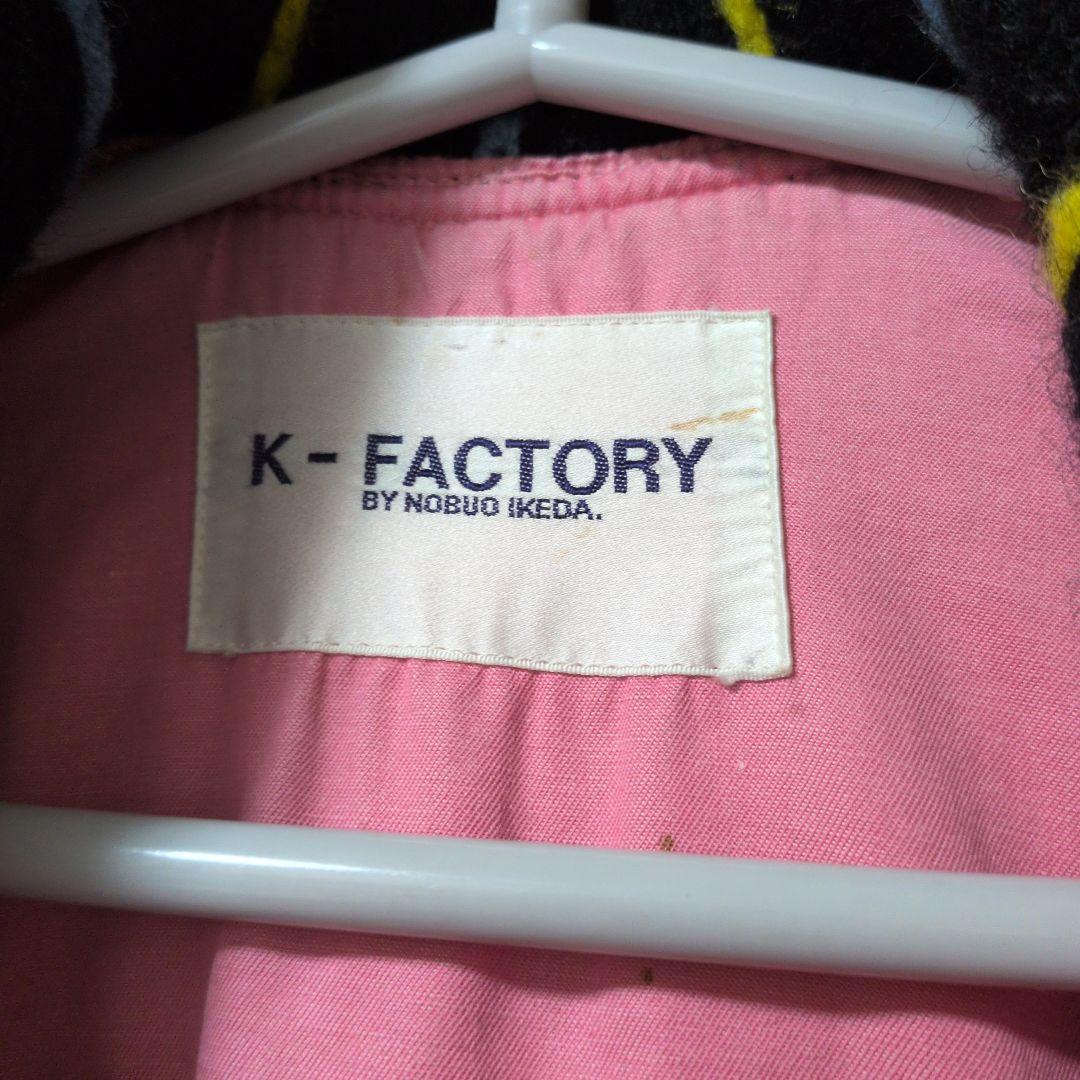 K - FACTORY
BY NOBUO IKEDA.